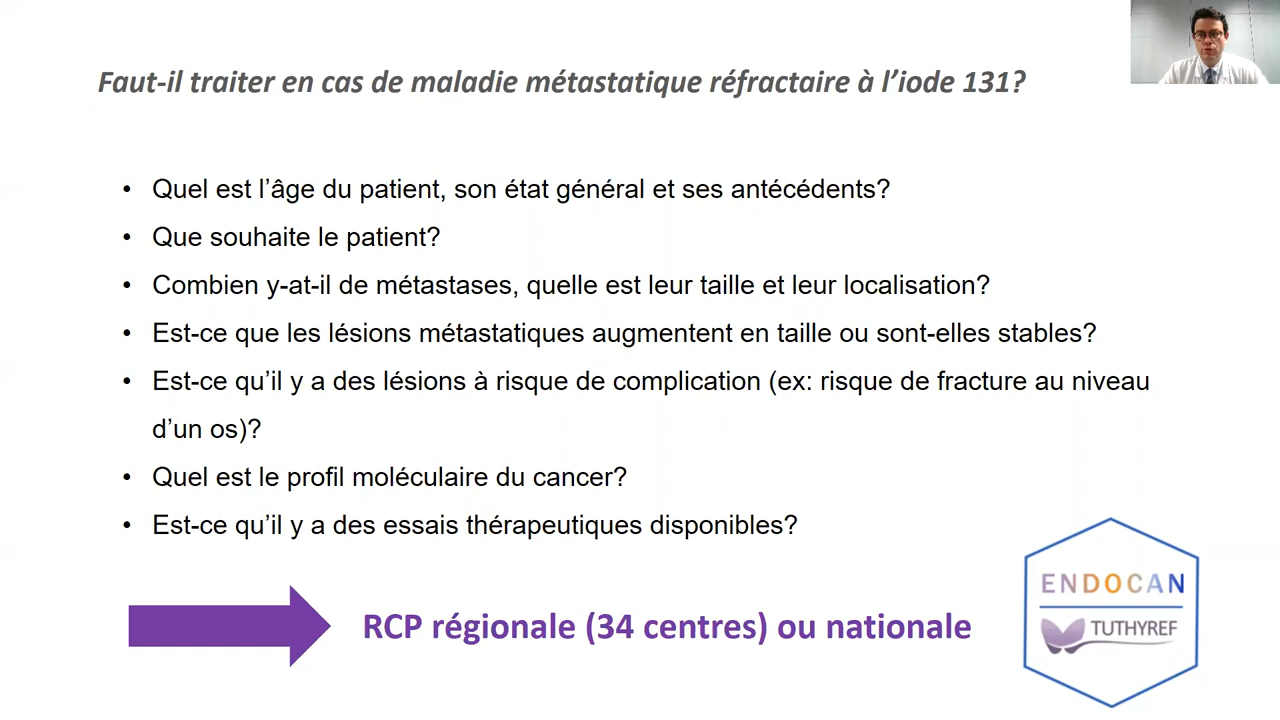 Faut-il traiter en cas de maladie métastatique réfractaire à l’iode 131?
• Quel est l’âge du patient, son état général et ses antécédents?
• Que souhaite le patient?
• Combien y-at-il de métastases, quelle est leur taille et leur localisation?
• Est-ce que les lésions métastatiques augmentent en taille ou sont-elles stables?
• Est-ce qu’il y a des lésions à risque de complication (ex: risque de fracture au niveau
d’un os)?
• Quel est le profil moléculaire du cancer?
• Est-ce qu’il y a des essais thérapeutiques disponibles?
RCP régionale (34 centres) ou nationale
ENDOCAN
TUTHYREF